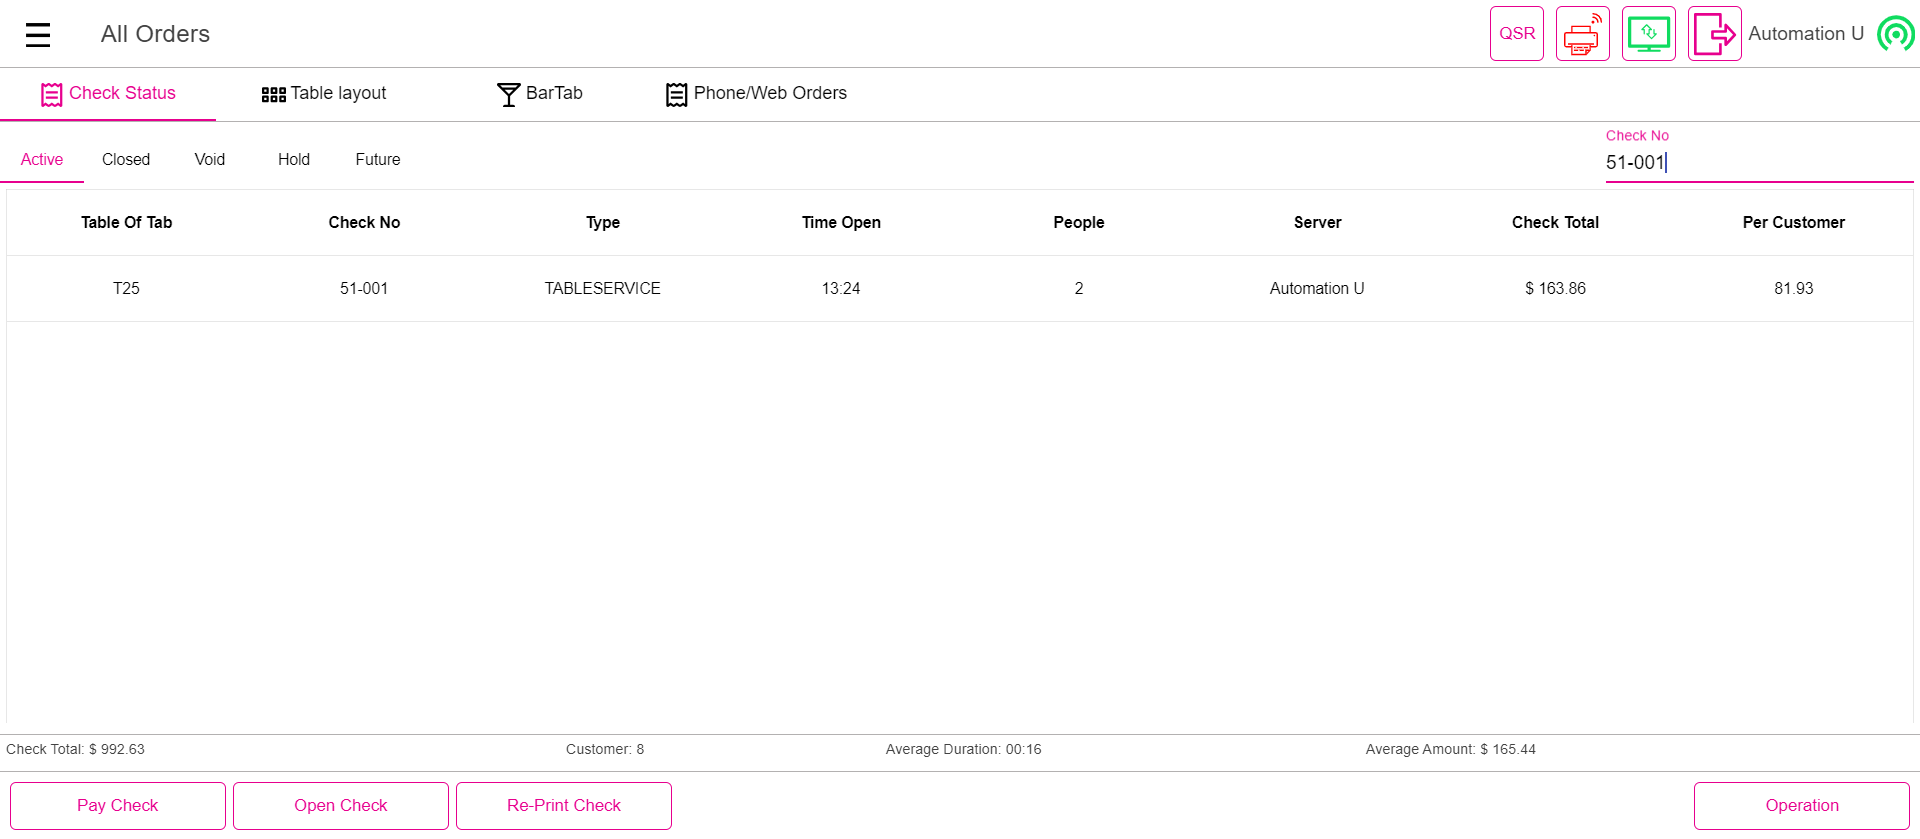 All Orders
QSR
Automation U
Check Status
Table layout
BarTab
Phone/Web Orders
Active
Closed
Void
Hold
Future
Check No
51-001
Table Of Tab
Check No
Type
Time Open
People
Server
Check Total
Per Customer
T25
51-001
TABLESERVICE
13:24
2
Automation U
$ 163.86
81.93
Check Total: $ 992.63
Customer: 8
Average Duration: 00:16
Average Amount: $ 165.44
Pay Check
Open Check
Re-Print Check
Operation